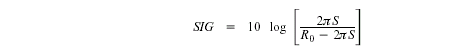 SIG = 10 log [ 2πS / (R₀ − 2πS) ]